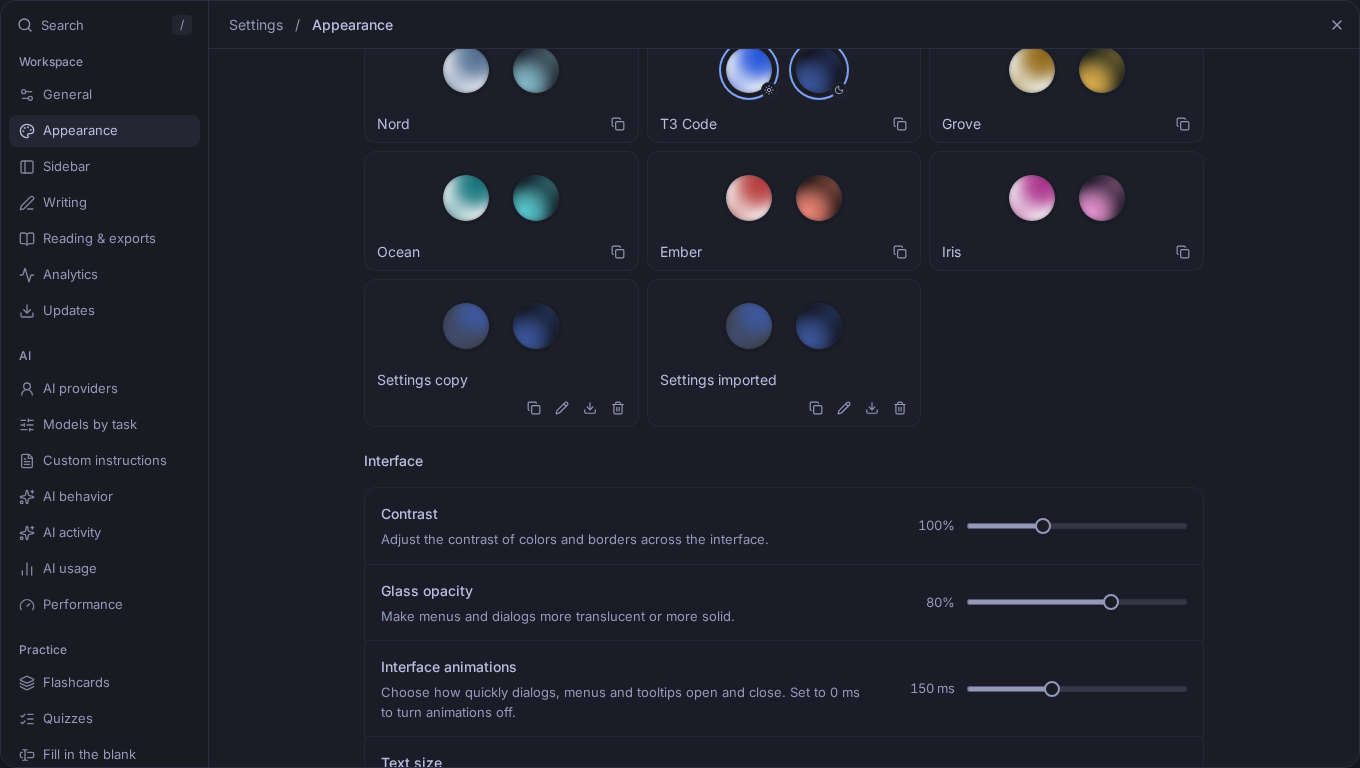 Search
/
Settings / Appearance
Workspace
General
Appearance
Sidebar
Writing
Reading & exports
Analytics
Updates
AI
AI providers
Models by task
Custom instructions
AI behavior
AI activity
AI usage
Performance
Practice
Flashcards
Quizzes
Fill in the blank
Nord
T3 Code
Grove
Ocean
Ember
Iris
Settings copy
Settings imported
Interface
Contrast
Adjust the contrast of colors and borders across the interface.
100%
Glass opacity
Make menus and dialogs more translucent or more solid.
80%
Interface animations
Choose how quickly dialogs, menus and tooltips open and close. Set to 0 ms
to turn animations off.
150 ms
Text size